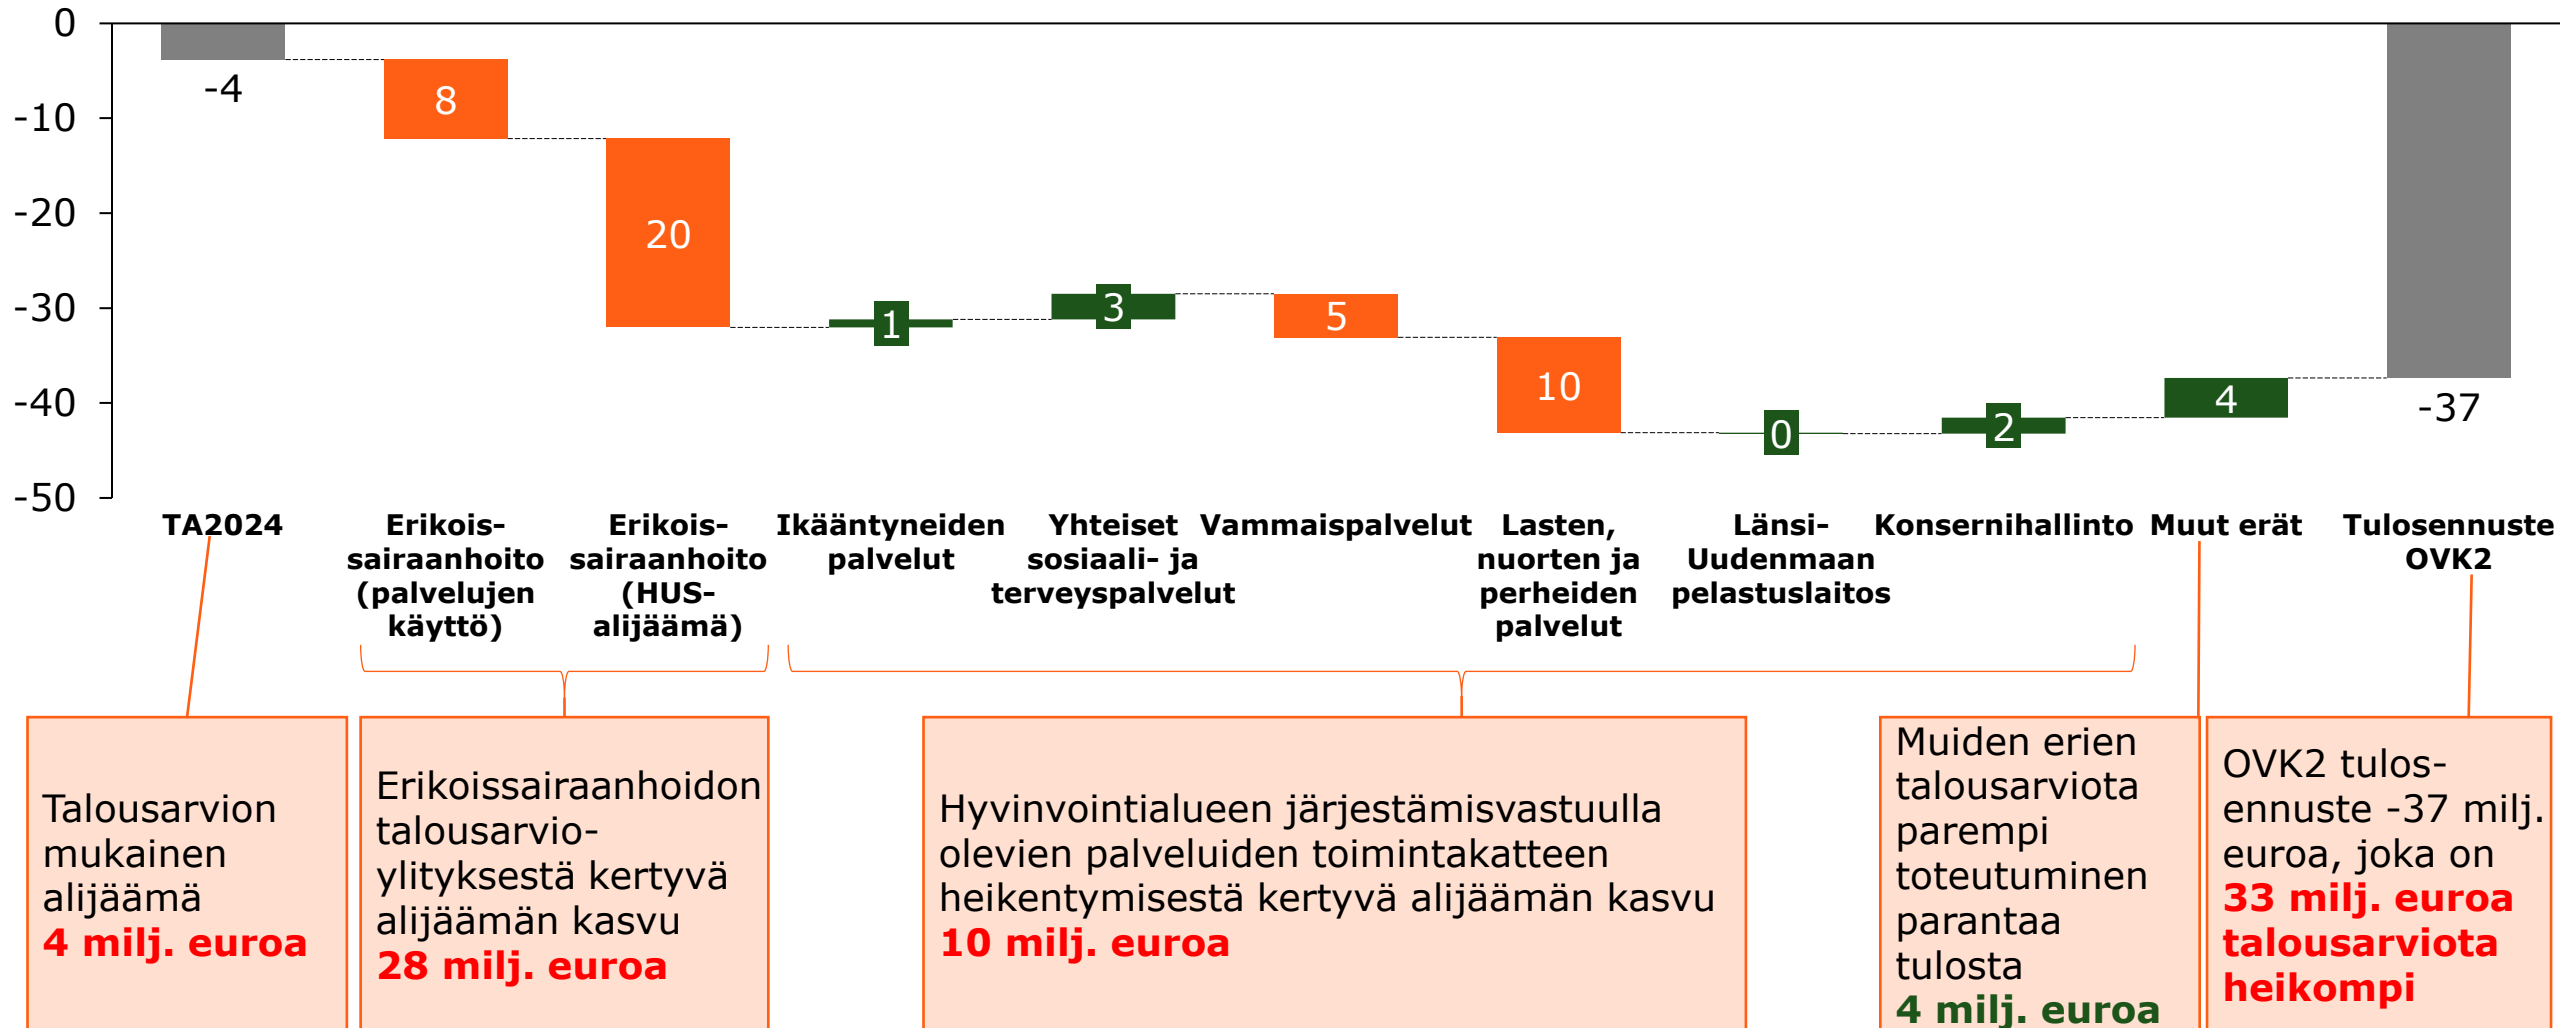 0
-10
-20
-30
-40
-50
-4
8
20
1
3
5
10
0
2
4
-37
TA2024
Erikois-
sairaanhoito
(palvelujen
käyttö)
Erikois-
sairaanhoito
(HUS-
alijäämä)
Ikääntyneiden
palvelut
Yhteiset
sosiaali- ja
terveyspalvelut
Vammaispalvelut
Lasten,
nuorten ja
perheiden
palvelut
Länsi-
Uudenmaan
pelastuslaitos
Konsernihallinto
Muut erät
Tulosennuste
OVK2
Talousarvion
mukainen
alijäämä
4 milj. euroa
Erikoissairaanhoidon
talousarvio-
ylityksestä kertyvä
alijäämän kasvu
28 milj. euroa
Hyvinvointialueen järjestämisvastuulla
olevien palveluiden toimintakatteen
heikentymisestä kertyvä alijäämän kasvu
10 milj. euroa
Muiden erien
talousarviota
parempi
toteutuminen
parantaa
tulosta
4 milj. euroa
OVK2 tulos-
ennuste -37 milj.
euroa, joka on
33 milj. euroa
talousarviota
heikompi